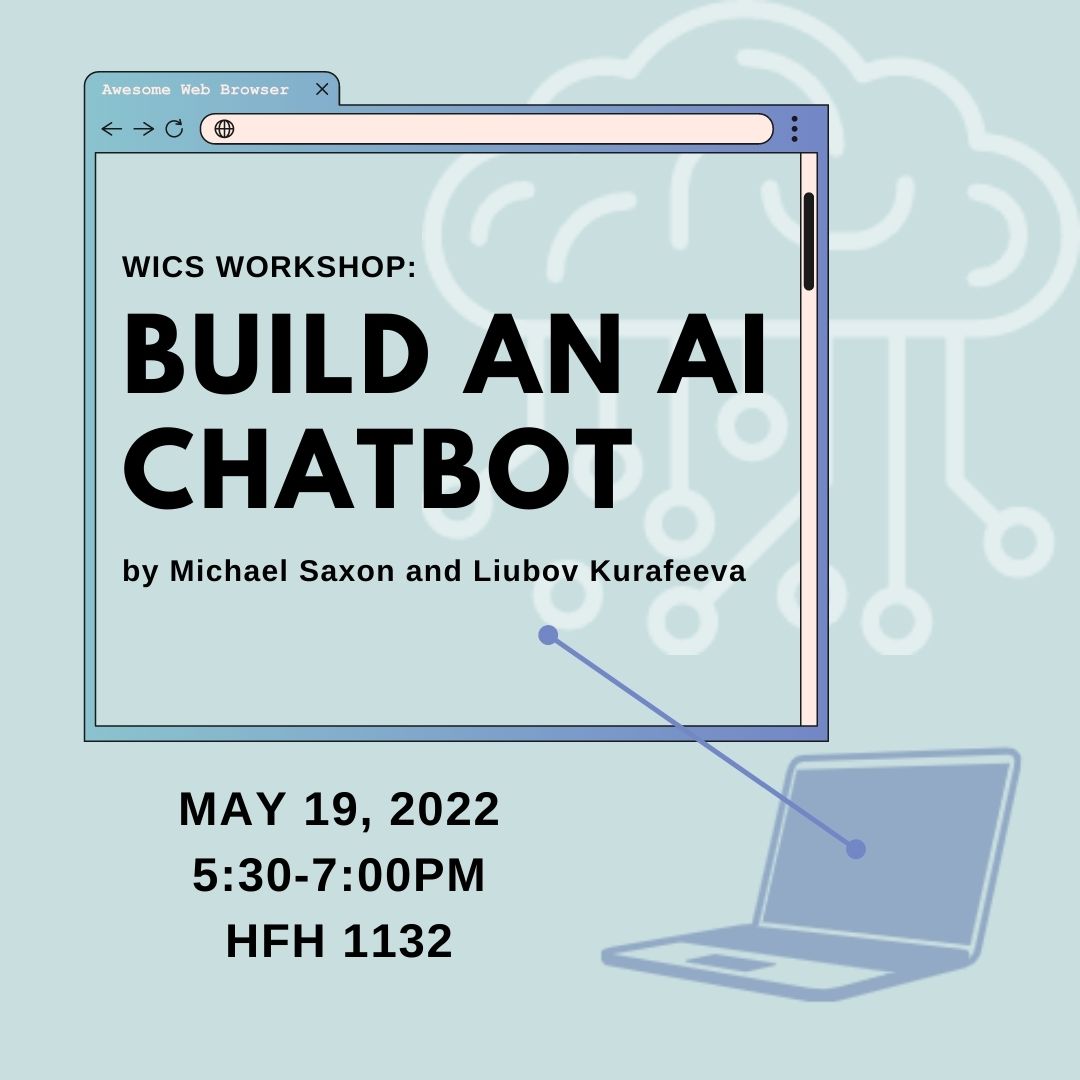 Awesome Web Browser
WICS WORKSHOP:
BUILD AN AI
CHATBOT
by Michael Saxon and Liubov Kurafeeva
MAY 19, 2022
5:30-7:00PM
HFH 1132